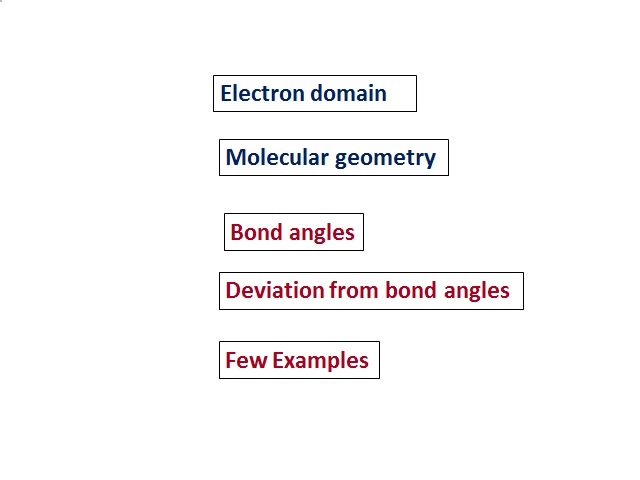 Electron domain
Molecular geometry
Bond angles
Deviation from bond angles
Few Examples